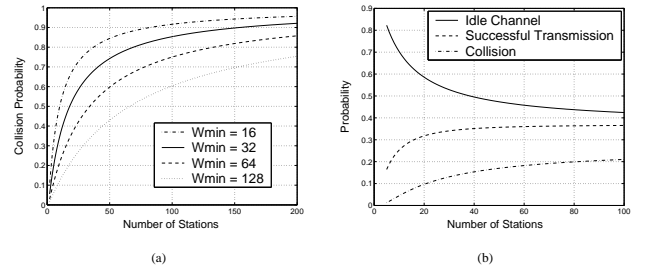 1
0.9
0.8
0.7
0.6
0.5
0.4
0.3
0.2
0.1
0
Collision Probability
Wmin = 16
Wmin = 32
Wmin = 64
Wmin = 128
0
50
100
150
200
Number of Stations
(a)
0.9
0.8
0.7
0.6
0.5
0.4
0.3
0.2
0.1
0
Probability
Idle Channel
Successful Transmission
Collision
0
20
40
60
80
100
Number of Stations
(b)